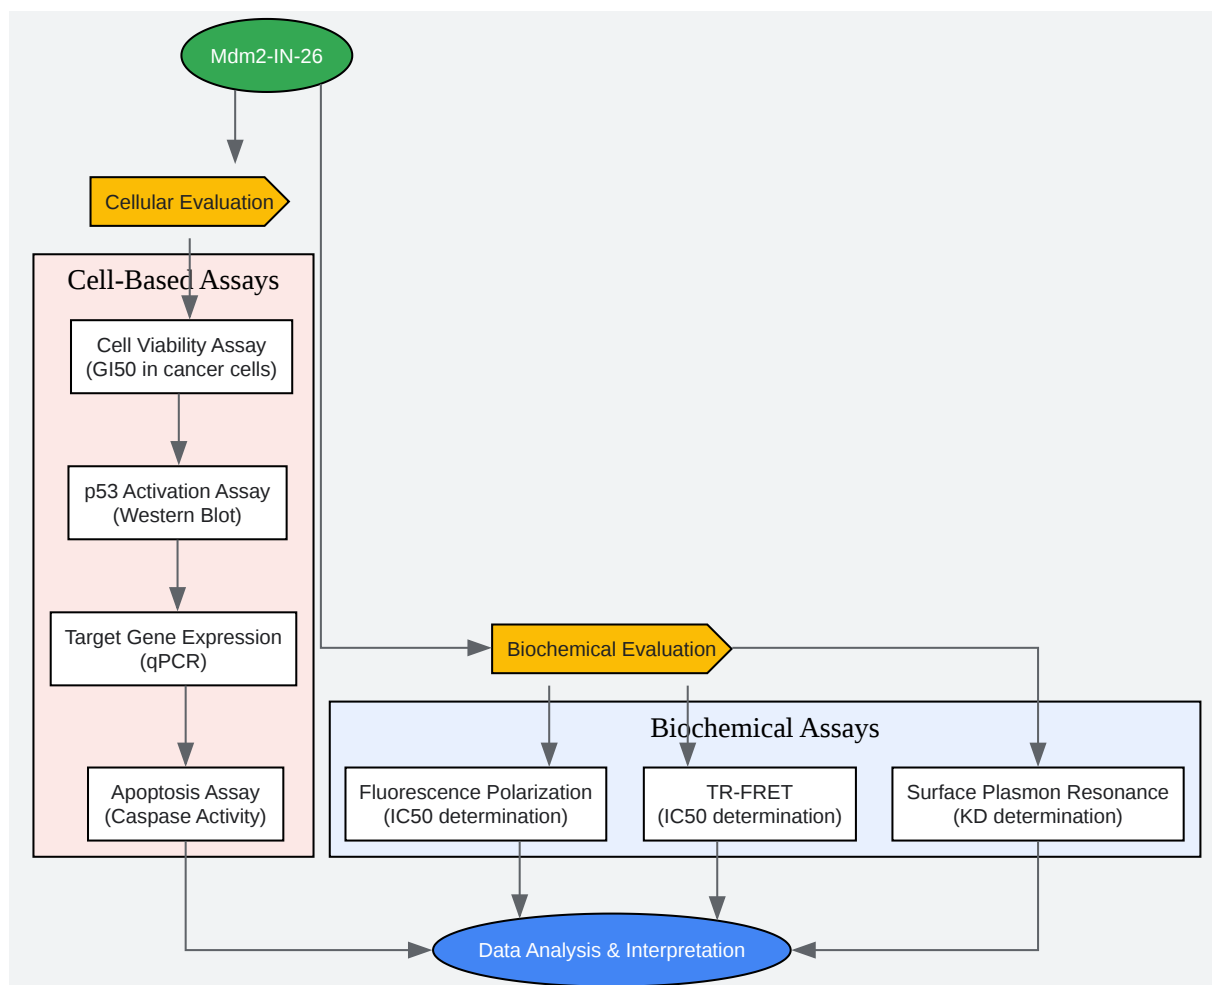 Mdm2-IN-26
Cellular Evaluation
Cell-Based Assays
Cell Viability Assay
(GI50 in cancer cells)
p53 Activation Assay
(Western Blot)
Target Gene Expression
(qPCR)
Apoptosis Assay
(Caspase Activity)
Biochemical Evaluation
Biochemical Assays
Fluorescence Polarization
(IC50 determination)
TR-FRET
(IC50 determination)
Surface Plasmon Resonance
(KD determination)
Data Analysis & Interpretation